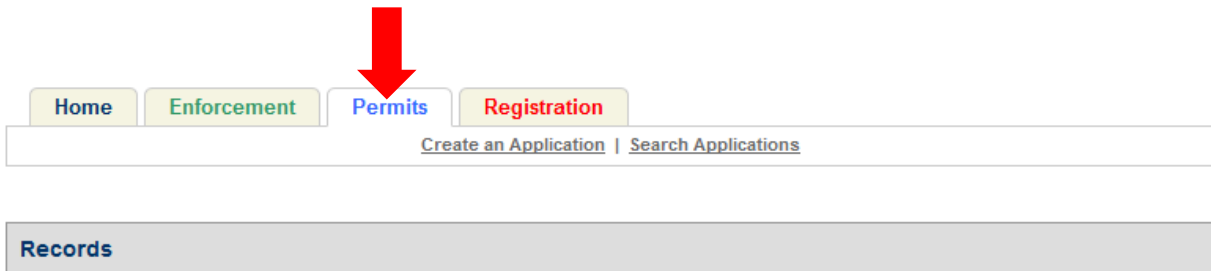 Home Enforcement Permits Registration
Create an Application | Search Applications
Records